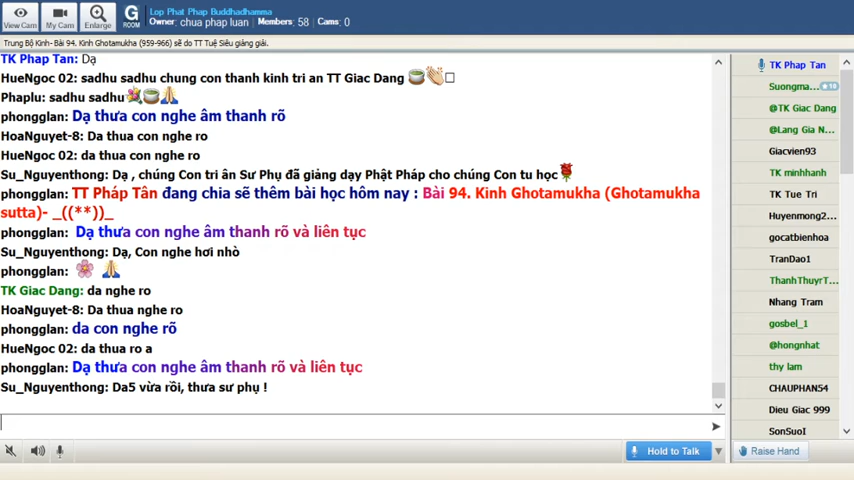 Lop Phat Phap Buddhadhamma
Owner: chua phap luan   Members: 58   Cams: 0
View Cam
My Cam
Enlarge
G
ROOM
Trung Bộ Kinh- Bài 94. Kinh Ghotamukha (959-966) sẽ do TT Tuệ Siêu giảng giải.
TK Phap Tan: Dạ
HueNgoc 02: sadhu sadhu chung con thanh kinh tri an TT Giac Dang
Phaplu: sadhu sadhu
phongglan: Dạ thưa con nghe âm thanh rõ
HoaNguyet-8: Da thua con nghe ro
HueNgoc 02: da thua con nghe ro
Su_Nguyenthong: Dạ , chúng Con tri ân Sư Phụ đã giảng dạy Phật Pháp cho chúng Con tu học
phongglan: TT Pháp Tân đang chia sẽ thêm bài học hôm nay : Bài 94. Kinh Ghotamukha (Ghotamukha
sutta)- _((**))_
phongglan: Dạ thưa con nghe âm thanh rõ và liên tục
Su_Nguyenthong: Dạ, Con nghe hơi nhò
phongglan:
TK Giac Dang: da nghe ro
HoaNguyet-8: Da thua nghe ro
phongglan: da con nghe rõ
HueNgoc 02: da thua ro a
phongglan: Dạ thưa con nghe âm thanh rõ và liên tục
Su_Nguyenthong: Da5 vừa rồi, thưa sư phụ !
Hold to Talk
Raise Hand
TK Phap Tan
Suongma... ★18
@TK Giac Dang
@Lang Gia N...
Giacvien93
TK minhhanh
TK Tue Tri
Huyenmong2...
gocatbienhoa
TranDao1
ThanhThuyrT...
Nhang Tram
gosbel_1
@hongnhat
thy lam
CHAUPHAN54
Dieu Giac 999
SonSuoI